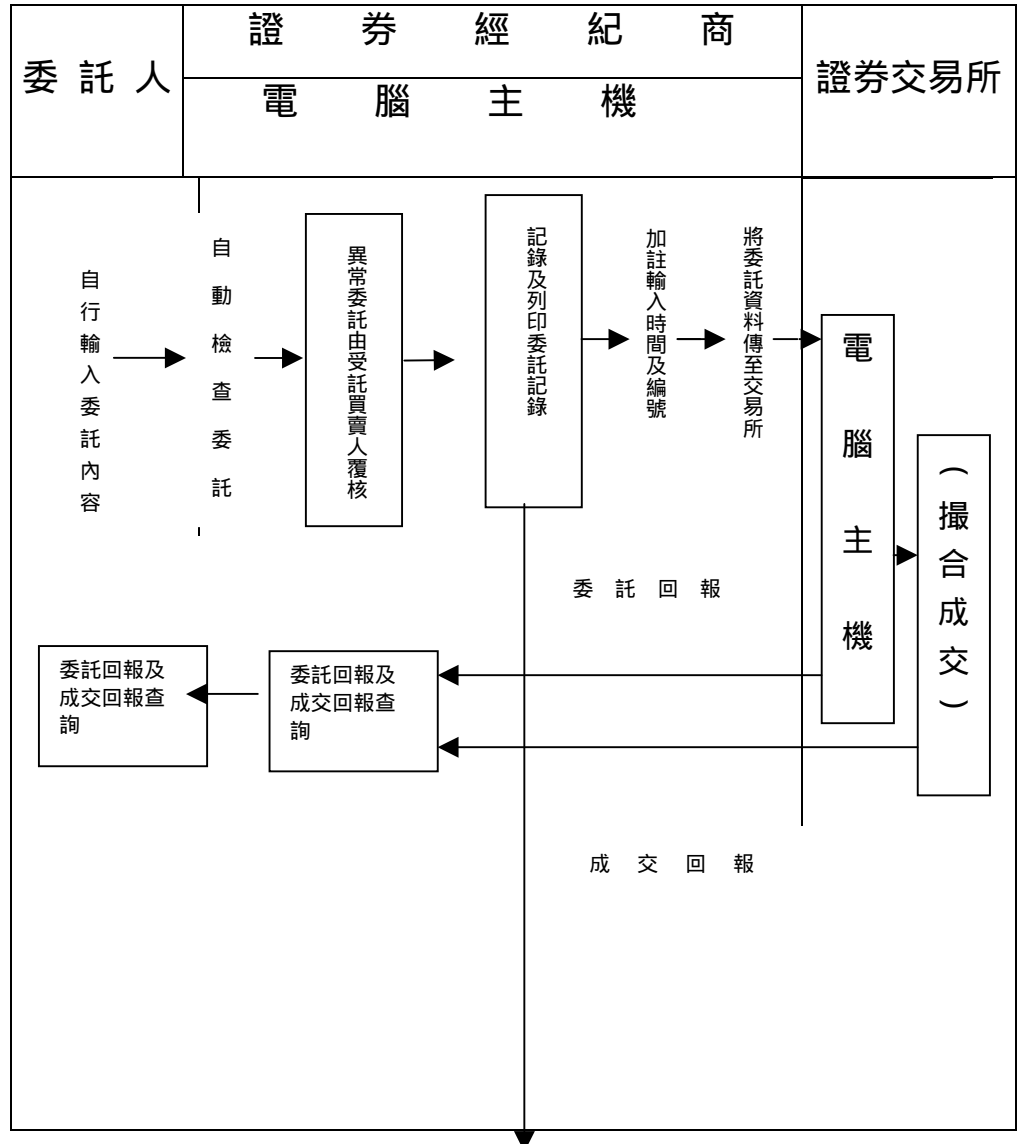 委託人
證券經紀商
電腦主機
證券交易所
自行輸入委託內容
自動檢查委託
異常委託由受託買賣人覆核
記錄及列印委託記錄
加註輸入時間及編號
將委託資料傳至交易所
電腦主機
（撮合成交）
委託回報
委託回報及
成交回報查
詢
委託回報及
成交回報查
詢
成交回報